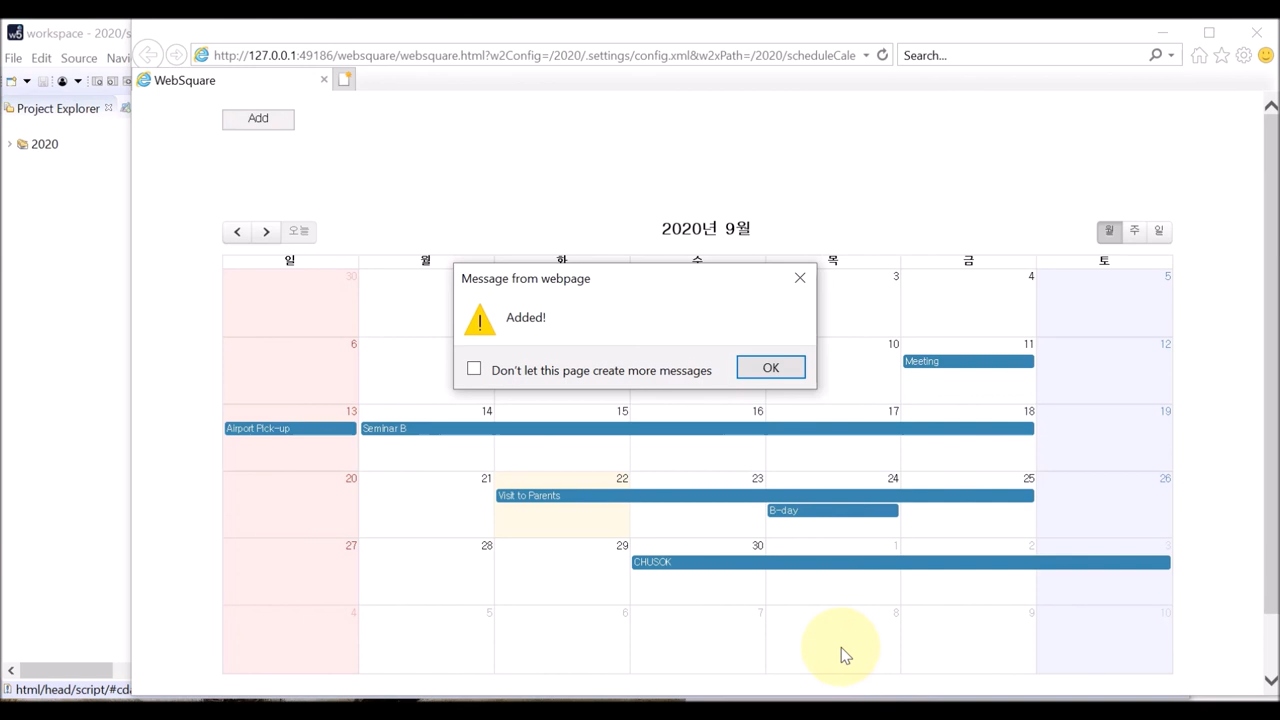 workspace - 2020/s
File Edit Source Nav
http://127.0.0.1:49186/websquare/websquare.html?w2xConfig=/2020/.settings/config.xml&w2xPath=/2020/scheduleCale
Search...
WebSquare
Project Explorer
2020
Add
오늘
2020년 9월
월 주 일
일 월 화 수 목 금 토
Message from webpage
Added!
Don't let this page create more messages
OK
30 3 4 5
6 10 11 12
Meeting
13 14 15 16 17 18 19
Airport Pick-up Seminar B
20 21 22 23 24 25 26
Visit to Parents
B-day
27 28 29 30 1 2 3
CHUSOK
4 5 6 7 8 9 10
html/head/script/#cda